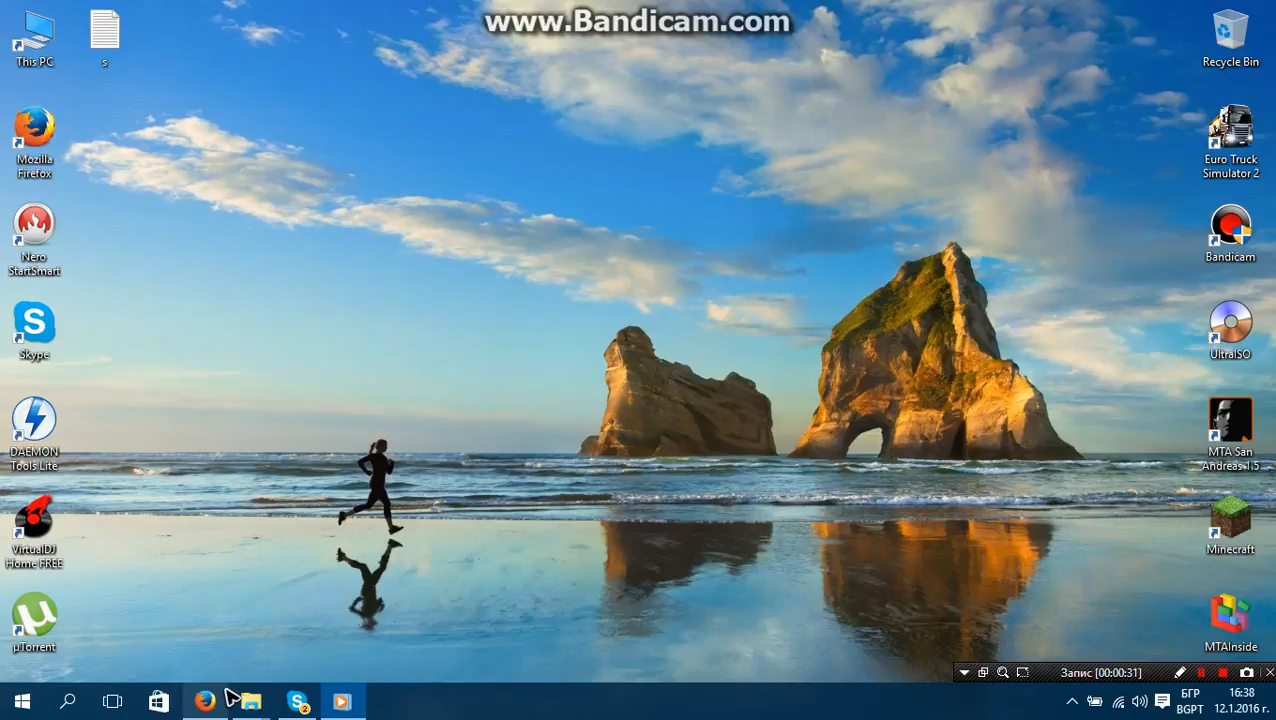 www.Bandicam.com
This PC
s
Mozilla
Firefox
Nero
StartSmart
Skype
DAEMON
Tools Lite
VirtualDJ
Home FREE
µTorrent
Recycle Bin
Euro Truck
Simulator 2
Bandicam
UltraISO
MTA San
Andreas 1.5
Minecraft
MTAInside
Запис [00:00:31]
2
БГР
BGPT
16:38
12.1.2016 г.